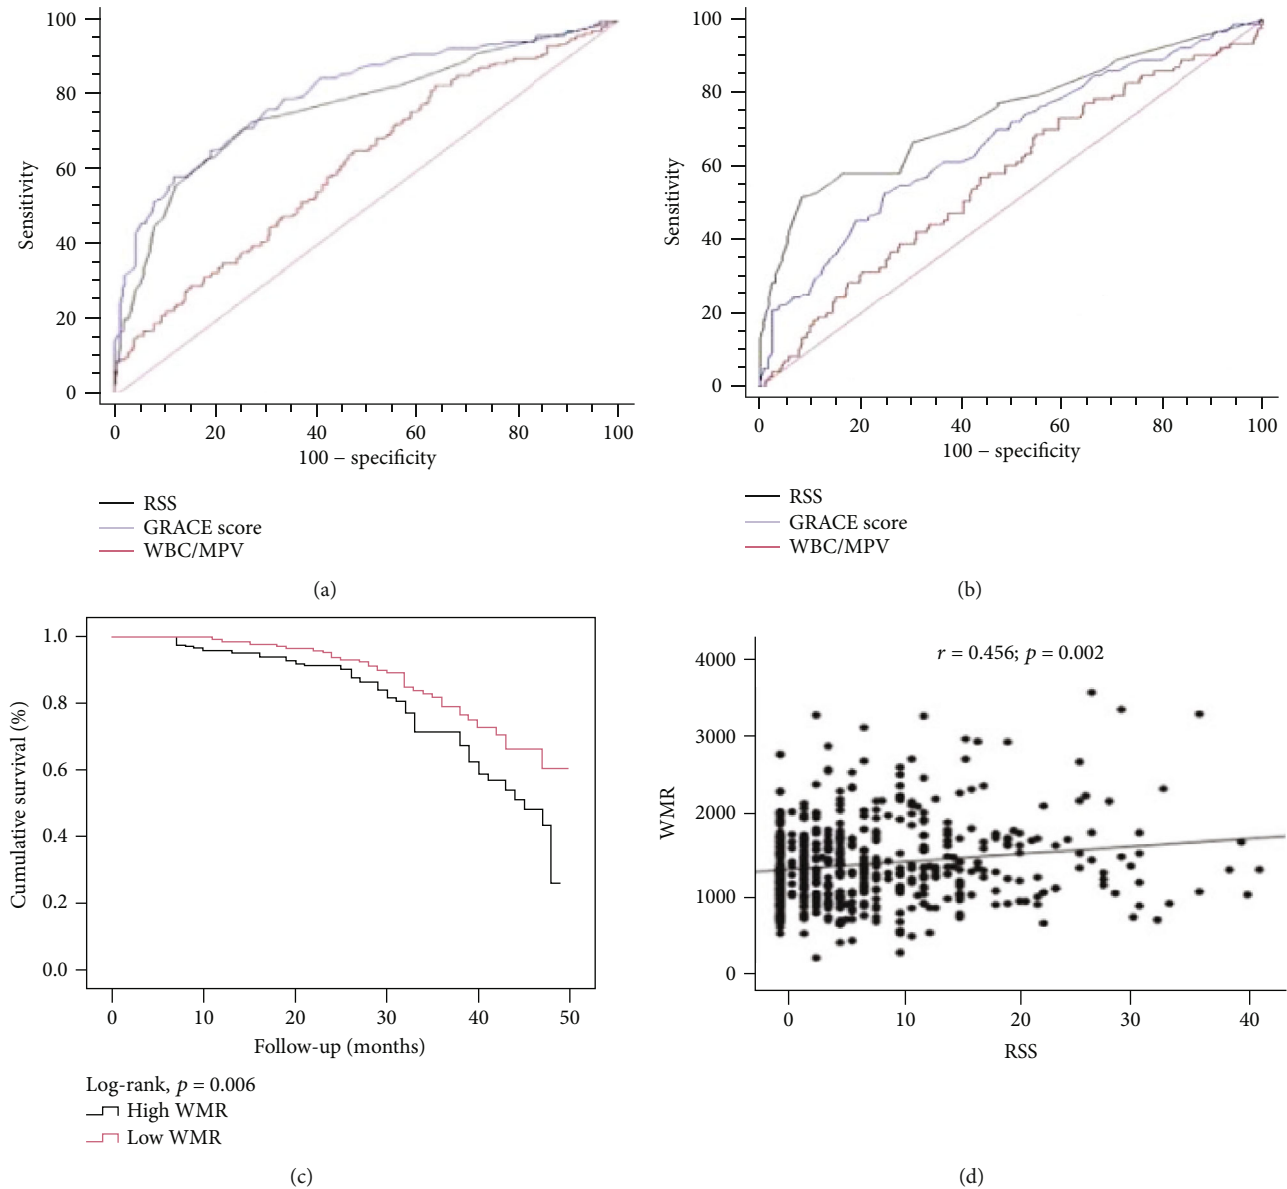 100
80
60
40
20
0
Sensitivity
0 20 40 60 80 100
100 – specificity
RSS
GRACE score
WBC/MPV
(a)
100
80
60
40
20
0
Sensitivity
0 20 40 60 80 100
100 – specificity
RSS
GRACE score
WBC/MPV
(b)
1.0
0.8
0.6
0.4
0.2
0.0
Cumulative survival (%)
0 10 20 30 40 50
Follow-up (months)
Log-rank, p = 0.006
High WMR
Low WMR
(c)
r = 0.456; p = 0.002
4000
3000
2000
1000
0
WMR
0 10 20 30 40
RSS
(d)